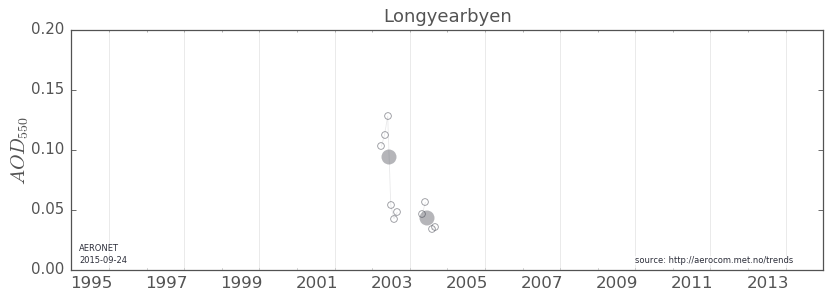 Longyearbyen
0.20
0.15
0.10
0.05
0.00
AOD550
AERONET
2015-09-24
source: http://aerocom.met.no/trends
1995 1997 1999 2001 2003 2005 2007 2009 2011 2013